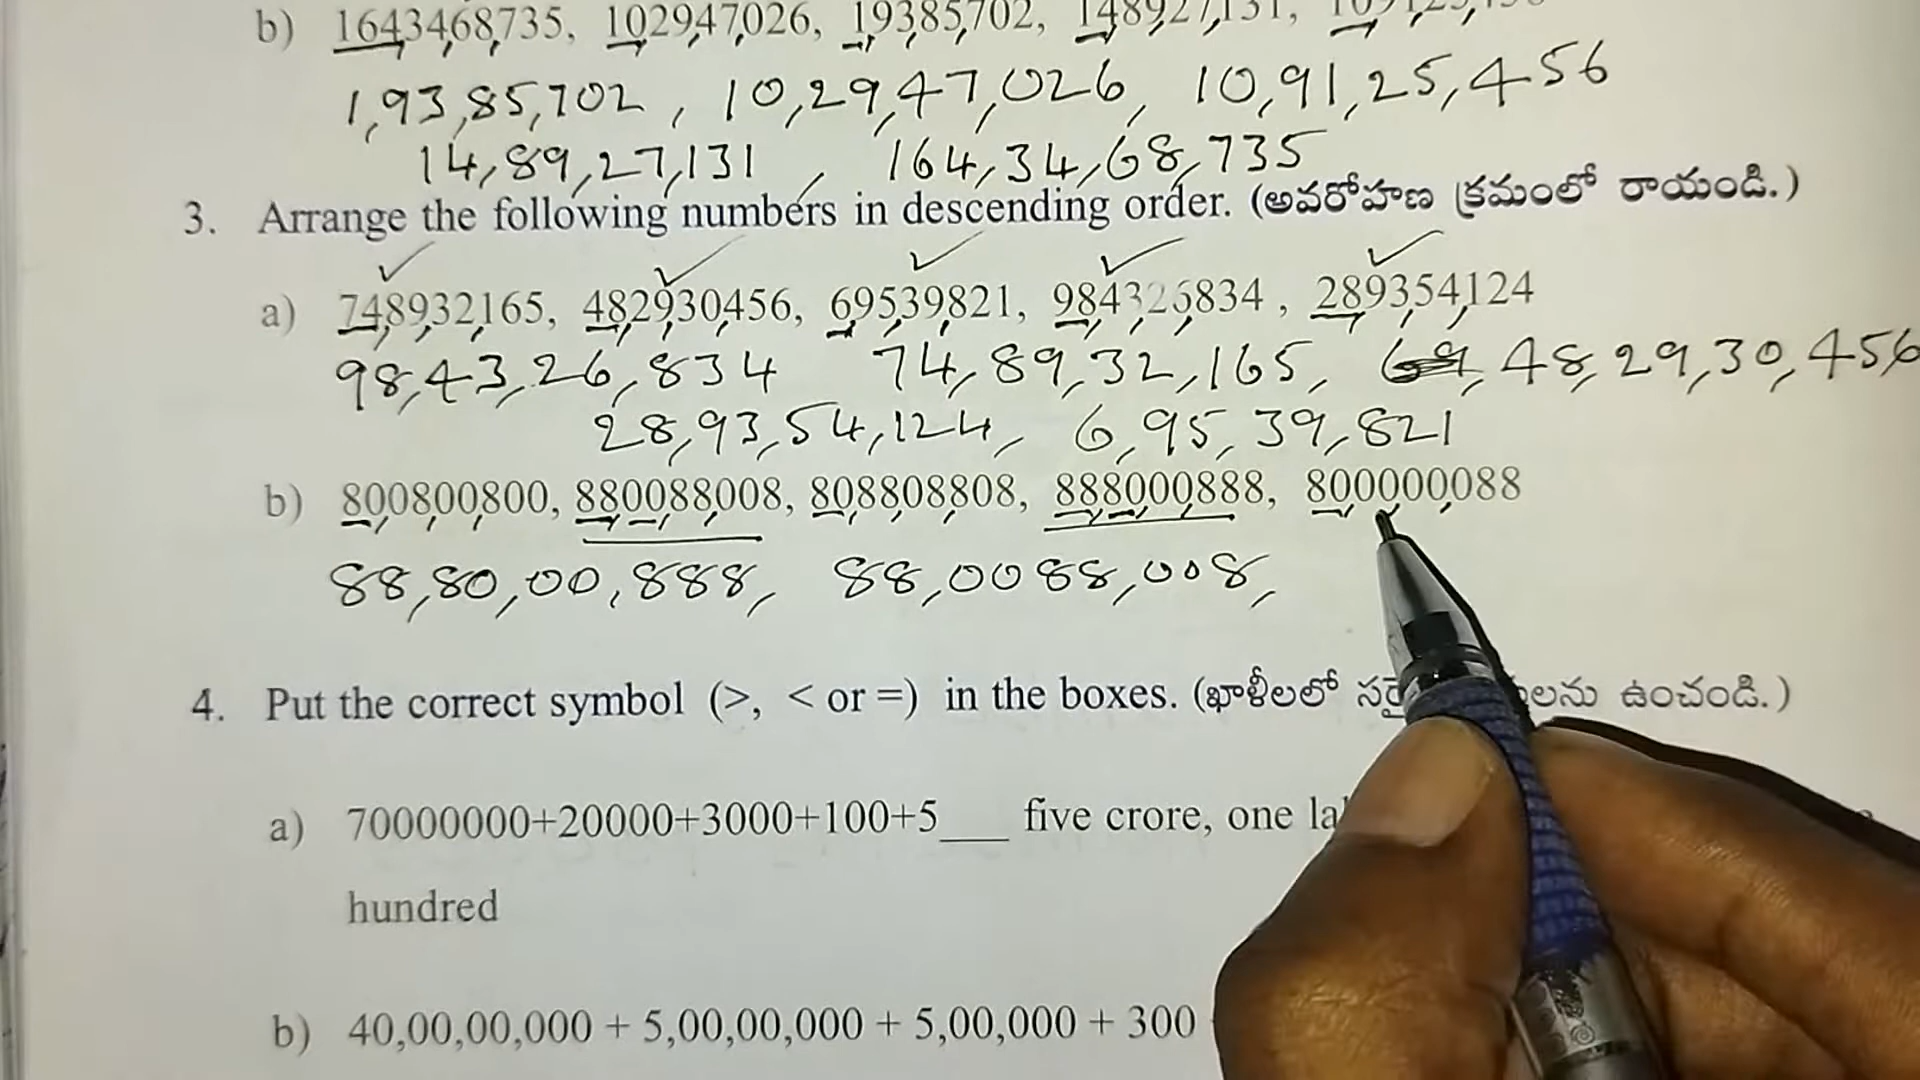 b) 1643468735, 102947026, 19385702, 148927131,
1,93,85,702, 10,29,47,026, 10,91,25,456
14,89,27,131, 164,34,68,735
3. Arrange the following numbers in descending order. (అవరోహణ క్రమంలో రాయండి.)
a) 748932165, 482930456, 69539821, 984326834, 289354124
98,43,26,834 74,89,32,165, 48,29,30,456
28,93,54,124, 6,95,39,821
b) 800800800, 880088008, 808808808, 888000888, 800000088
88,80,00,888, 88,0088,008,
4. Put the correct symbol (>, < or =) in the boxes. (ఖాళీలలో ఉంచండి.)
a) 70000000+20000+3000+100+5___ five crore, one
hundred
b) 40,00,00,000 + 5,00,00,000 + 5,00,000 + 300